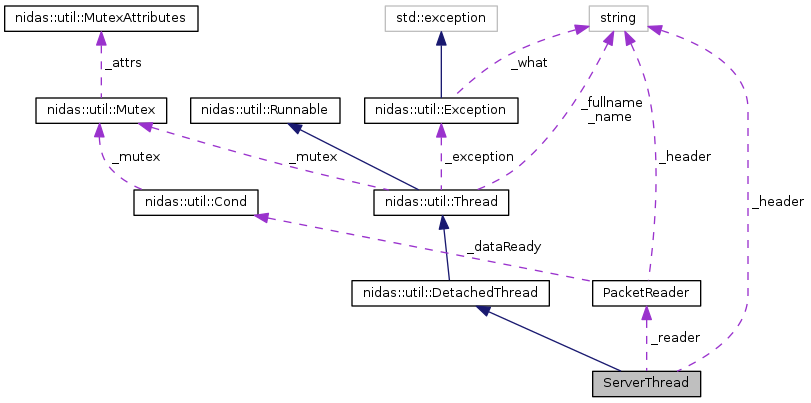 nidas::util::MutexAttributes
std::exception
string
_attrs
_what
nidas::util::Mutex
nidas::util::Runnable
nidas::util::Exception
_fullname
_name
_mutex
_mutex
_exception
_header
nidas::util::Cond
nidas::util::Thread
_header
_dataReady
nidas::util::DetachedThread
PacketReader
_reader
ServerThread